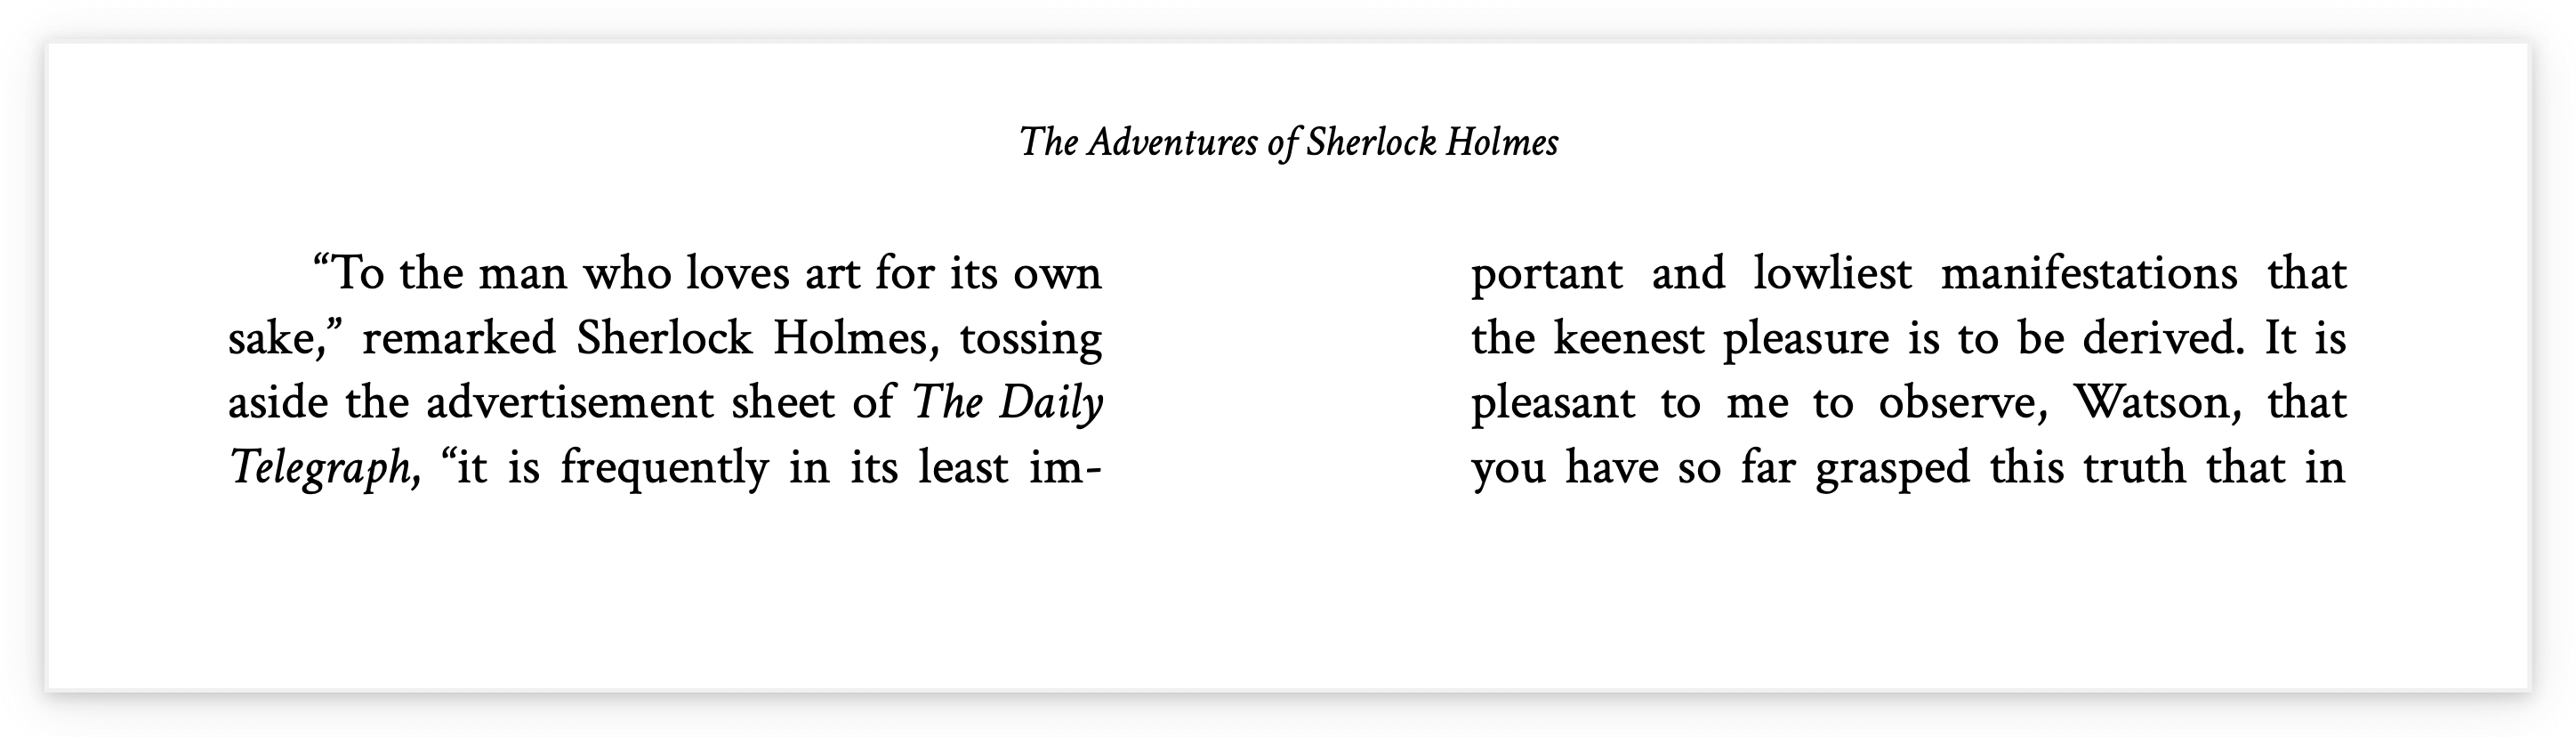 The Adventures of Sherlock Holmes
“To the man who loves art for its own
sake,” remarked Sherlock Holmes, tossing
aside the advertisement sheet of The Daily
Telegraph, “it is frequently in its least im-
portant and lowliest manifestations that
the keenest pleasure is to be derived. It is
pleasant to me to observe, Watson, that
you have so far grasped this truth that in